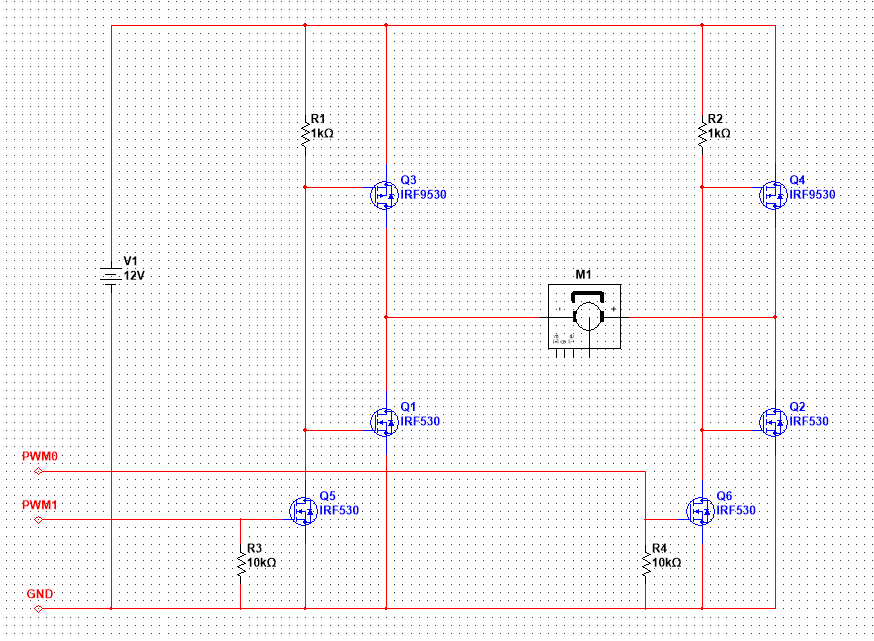 R1
1kΩ
R2
1kΩ
Q3
IRF9530
Q4
IRF9530
V1
12V
M1
- +
Q1
IRF530
Q2
IRF530
PWM0
PWM1
Q5
IRF530
Q6
IRF530
R3
10kΩ
R4
10kΩ
GND